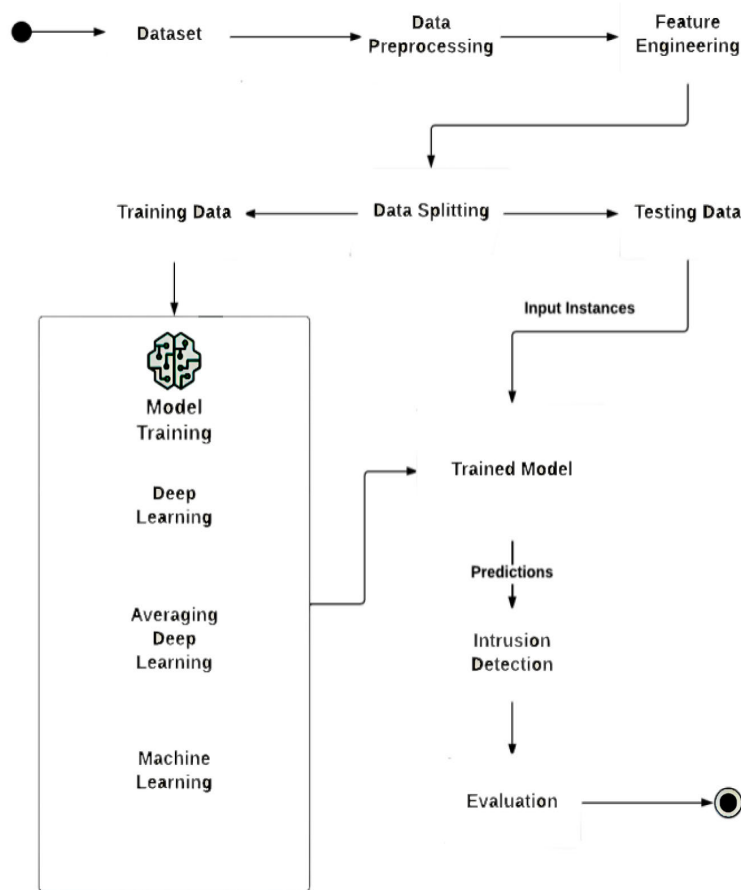 Dataset
Data
Preprocessing
Feature
Engineering
Training Data
Data Splitting
Testing Data
Input Instances
Model
Training
Deep
Learning
Averaging
Deep
Learning
Machine
Learning
Trained Model
Predictions
Intrusion
Detection
Evaluation